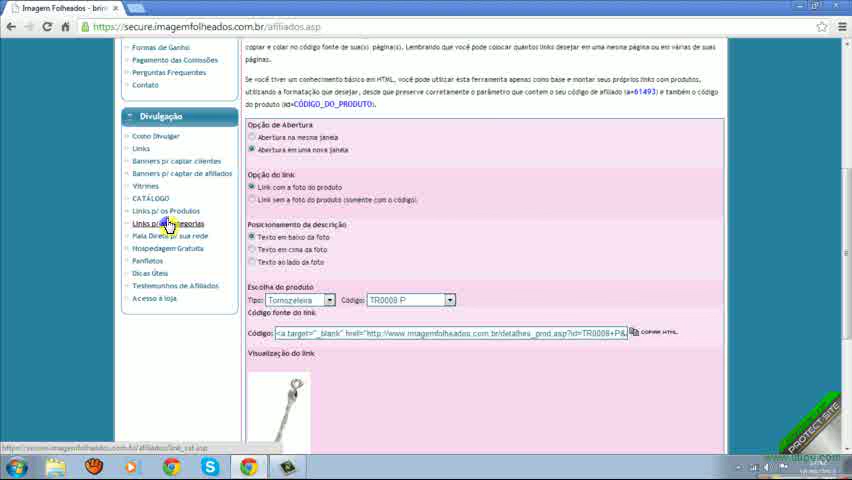 Imagem Folheados - brin
https://secure.imagemfolheados.com.br/afiliados.asp
Formas de Ganho
Pagamento das Comissões
Perguntas Frequentes
Contato
Divulgação
Como Divulgar
Links
Banners p/ captar clientes
Banners p/ captar de afiliados
Vitrines
CATÁLOGO
Links p/ os Produtos
Links p/ egorias
Mala Direta p/ sua rede
Hospedagem Gratuita
Panfletos
Dicas Úteis
Testemunhos de Afiliados
Acesso à loja
copiar e colar no código fonte de sua(s) página(s). Lembrando que você pode colocar quantos links desejar em uma mesma página ou em várias de suas
páginas.
Se você tiver um conhecimento básico em HTML, você pode utilizar esta ferramenta apenas como base e montar seus próprios links com produtos,
utilizando a formatação que desejar, desde que preserve corretamente o parâmetro que contem o seu código de afiliado (a=61493) e também o código
do produto (id=CÓDIGO_DO_PRODUTO).
Opção de Abertura
Abertura na mesma janela
Abertura em uma nova janela
Opção do link
Link com a foto do produto
Link sem a foto do produto (somente com o código)
Posicionamento da descrição
Texto em baixo da foto
Texto em cima da foto
Texto ao lado da foto
Escolha do produto
Tipo: Tornozeleira Código: TR0008 P
Código fonte do link
Código: <a target="_blank" href="http://www.imagemfolheados.com.br/detalhes_prod.asp?id=TR0008+P& COPIAR HTML
Visualização do link
https://secure.imagemfolheados.com.br/afiliados/link_cat.asp
PROTECT SITE